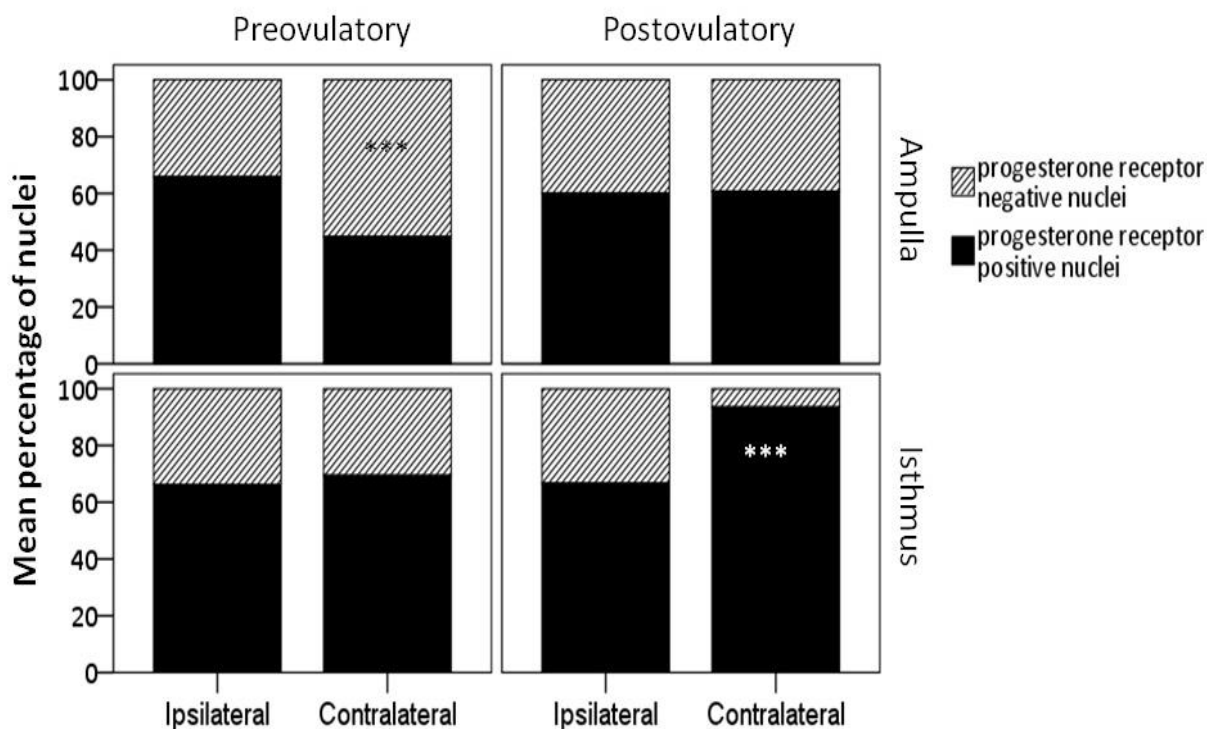 Preovulatory
Postovulatory
Mean percentage of nuclei
100
80
60
40
20
0
***
Ampulla
100
80
60
40
20
0
***
Isthmus
Ipsilateral
Contralateral
Ipsilateral
Contralateral
progesterone receptor
negative nuclei
progesterone receptor
positive nuclei